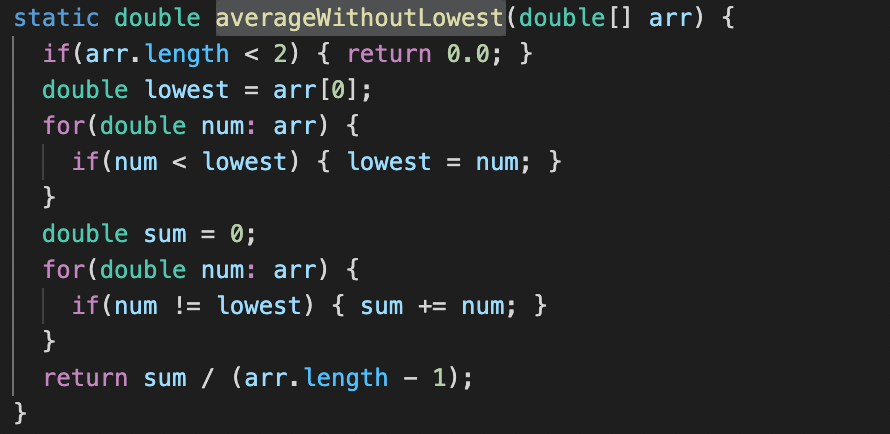 static double averageWithoutLowest(double[] arr) {
if(arr.length < 2) { return 0.0; }
double lowest = arr[0];
for(double num: arr) {
if(num < lowest) { lowest = num; }
}
double sum = 0;
for(double num: arr) {
if(num != lowest) { sum += num; }
}
return sum / (arr.length - 1);
}